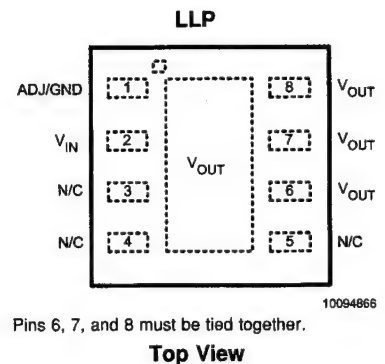 LLP
ADJ/GND 1 8 VOUT
VIN 2 7 VOUT
VOUT
N/C 3 6 VOUT
N/C 4 5 N/C
10094866
Pins 6, 7, and 8 must be tied together.
Top View